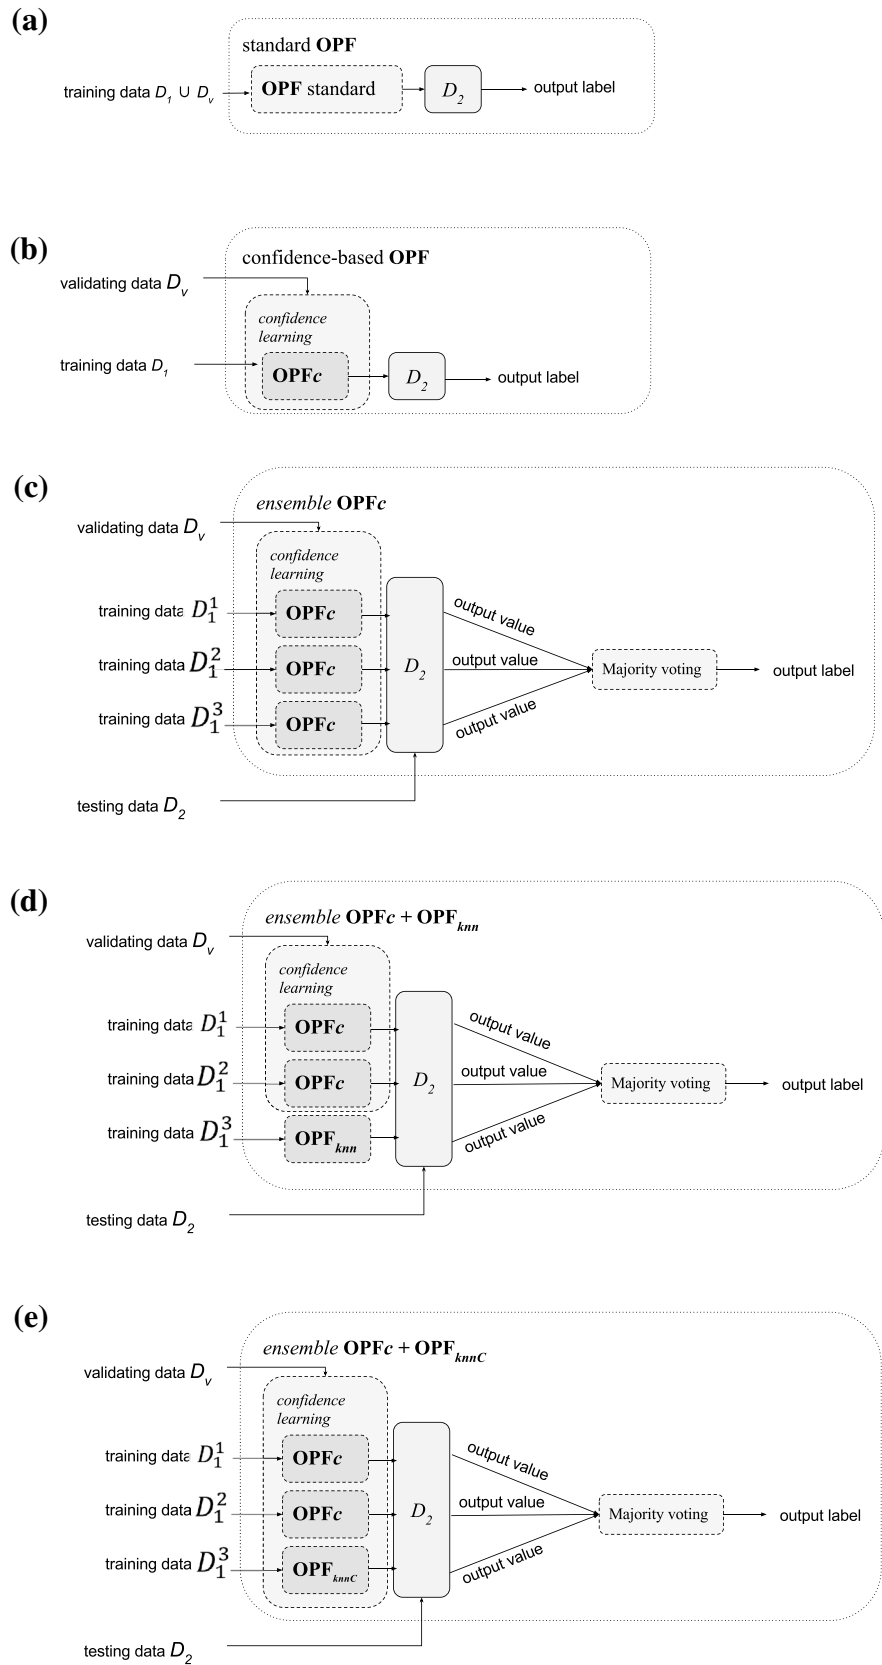 (a)
standard OPF
training data D₁ ∪ Dᵥ
OPF standard
D₂
output label
(b)
confidence-based OPF
validating data Dᵥ
confidence
learning
training data D₁
OPFc
D₂
output label
(c)
ensemble OPFc
validating data Dᵥ
confidence
learning
training data D₁¹
OPFc
output value
training data D₁²
OPFc
D₂
output value
Majority voting
output label
training data D₁³
OPFc
output value
testing data D₂
(d)
ensemble OPFc + OPFₖₙₙ
validating data Dᵥ
confidence
learning
training data D₁¹
OPFc
output value
training data D₁²
OPFc
D₂
output value
Majority voting
output label
training data D₁³
OPFₖₙₙ
output value
testing data D₂
(e)
ensemble OPFc + OPFknnC
validating data Dᵥ
confidence
learning
training data D₁¹
OPFc
output value
training data D₁²
OPFc
D₂
output value
Majority voting
output label
training data D₁³
OPFknnC
output value
testing data D₂